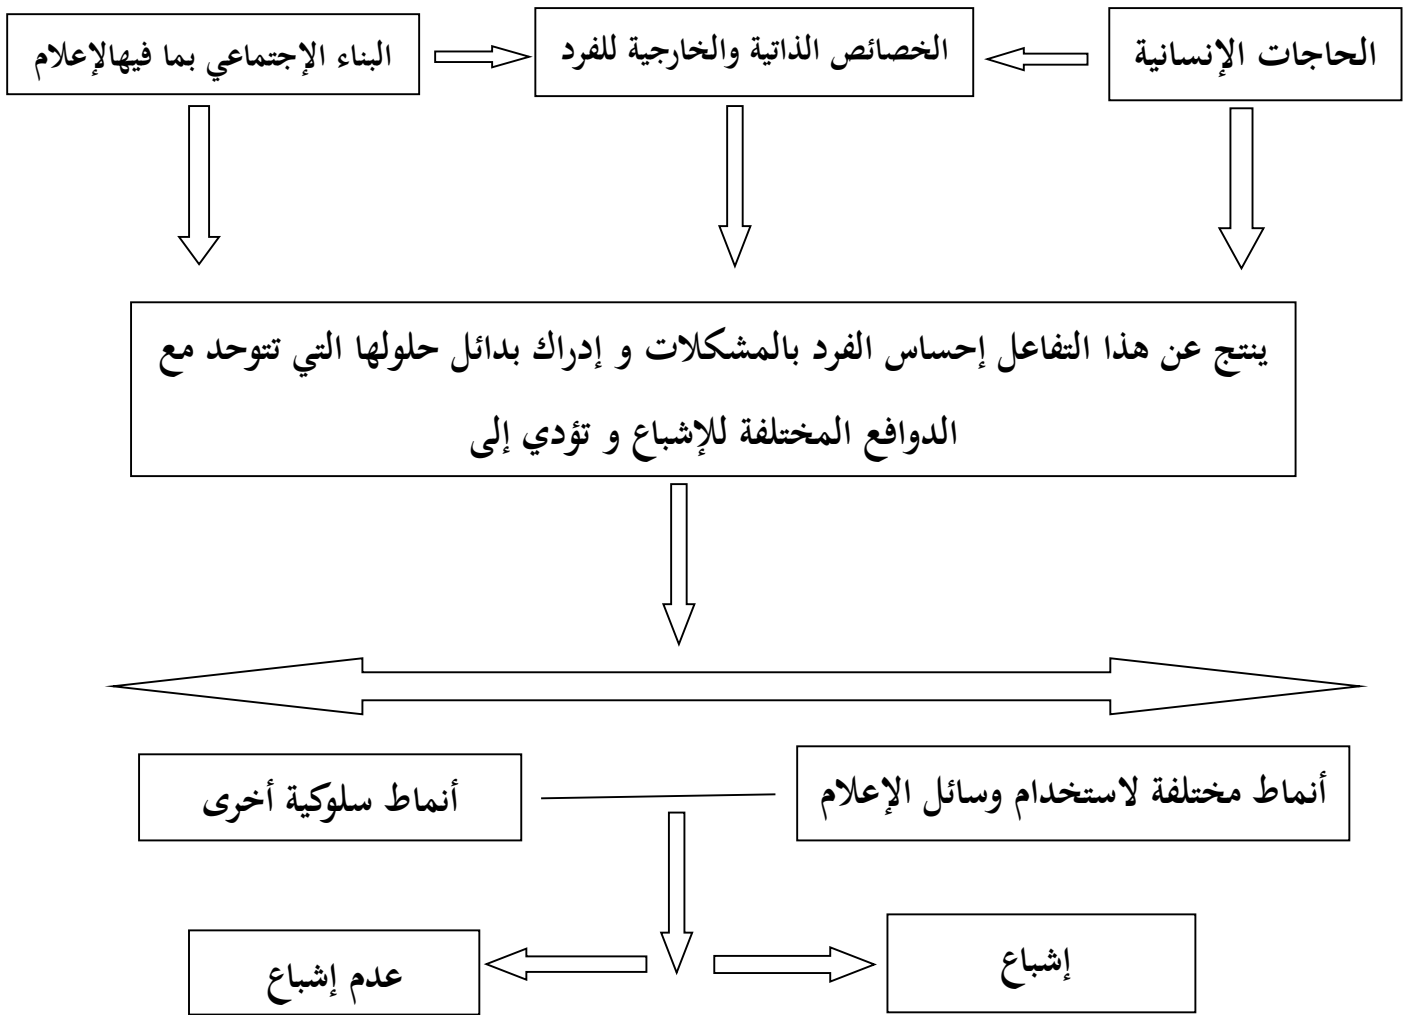 الحاجات الإنسانية
الخصائص الذاتية والخارجية للفرد
البناء الإجتماعي بما فيهالإعلام
ينتج عن هذا التفاعل إحساس الفرد بالمشكلات و إدراك بدائل حلولها التي تتوحد مع
الدوافع المختلفة للإشباع و تؤدي إلى
أنماط مختلفة لاستخدام وسائل الإعلام
أنماط سلوكية أخرى
إشباع
عدم إشباع